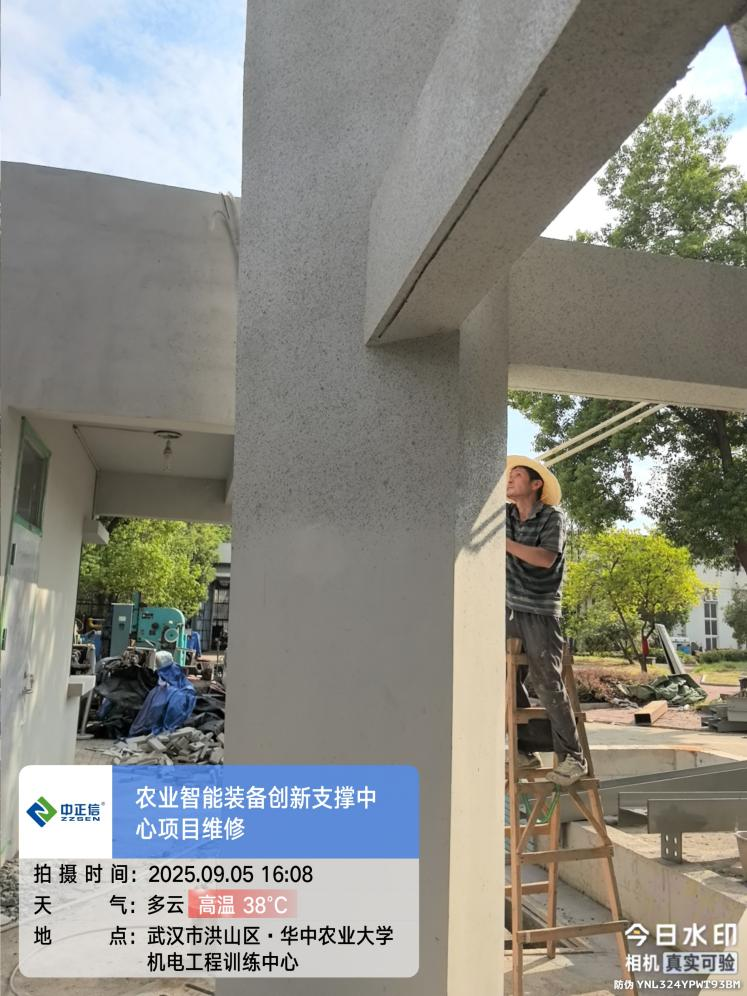 中正信
ZZSEN
农业智能装备创新支撑中
心项目维修
拍摄时间：2025.09.05 16:08
天气：多云 高温 38°C
地点：武汉市洪山区·华中农业大学
机电工程训练中心
今日水印
相机 真实可验
防伪 YNL324YPWT93BM